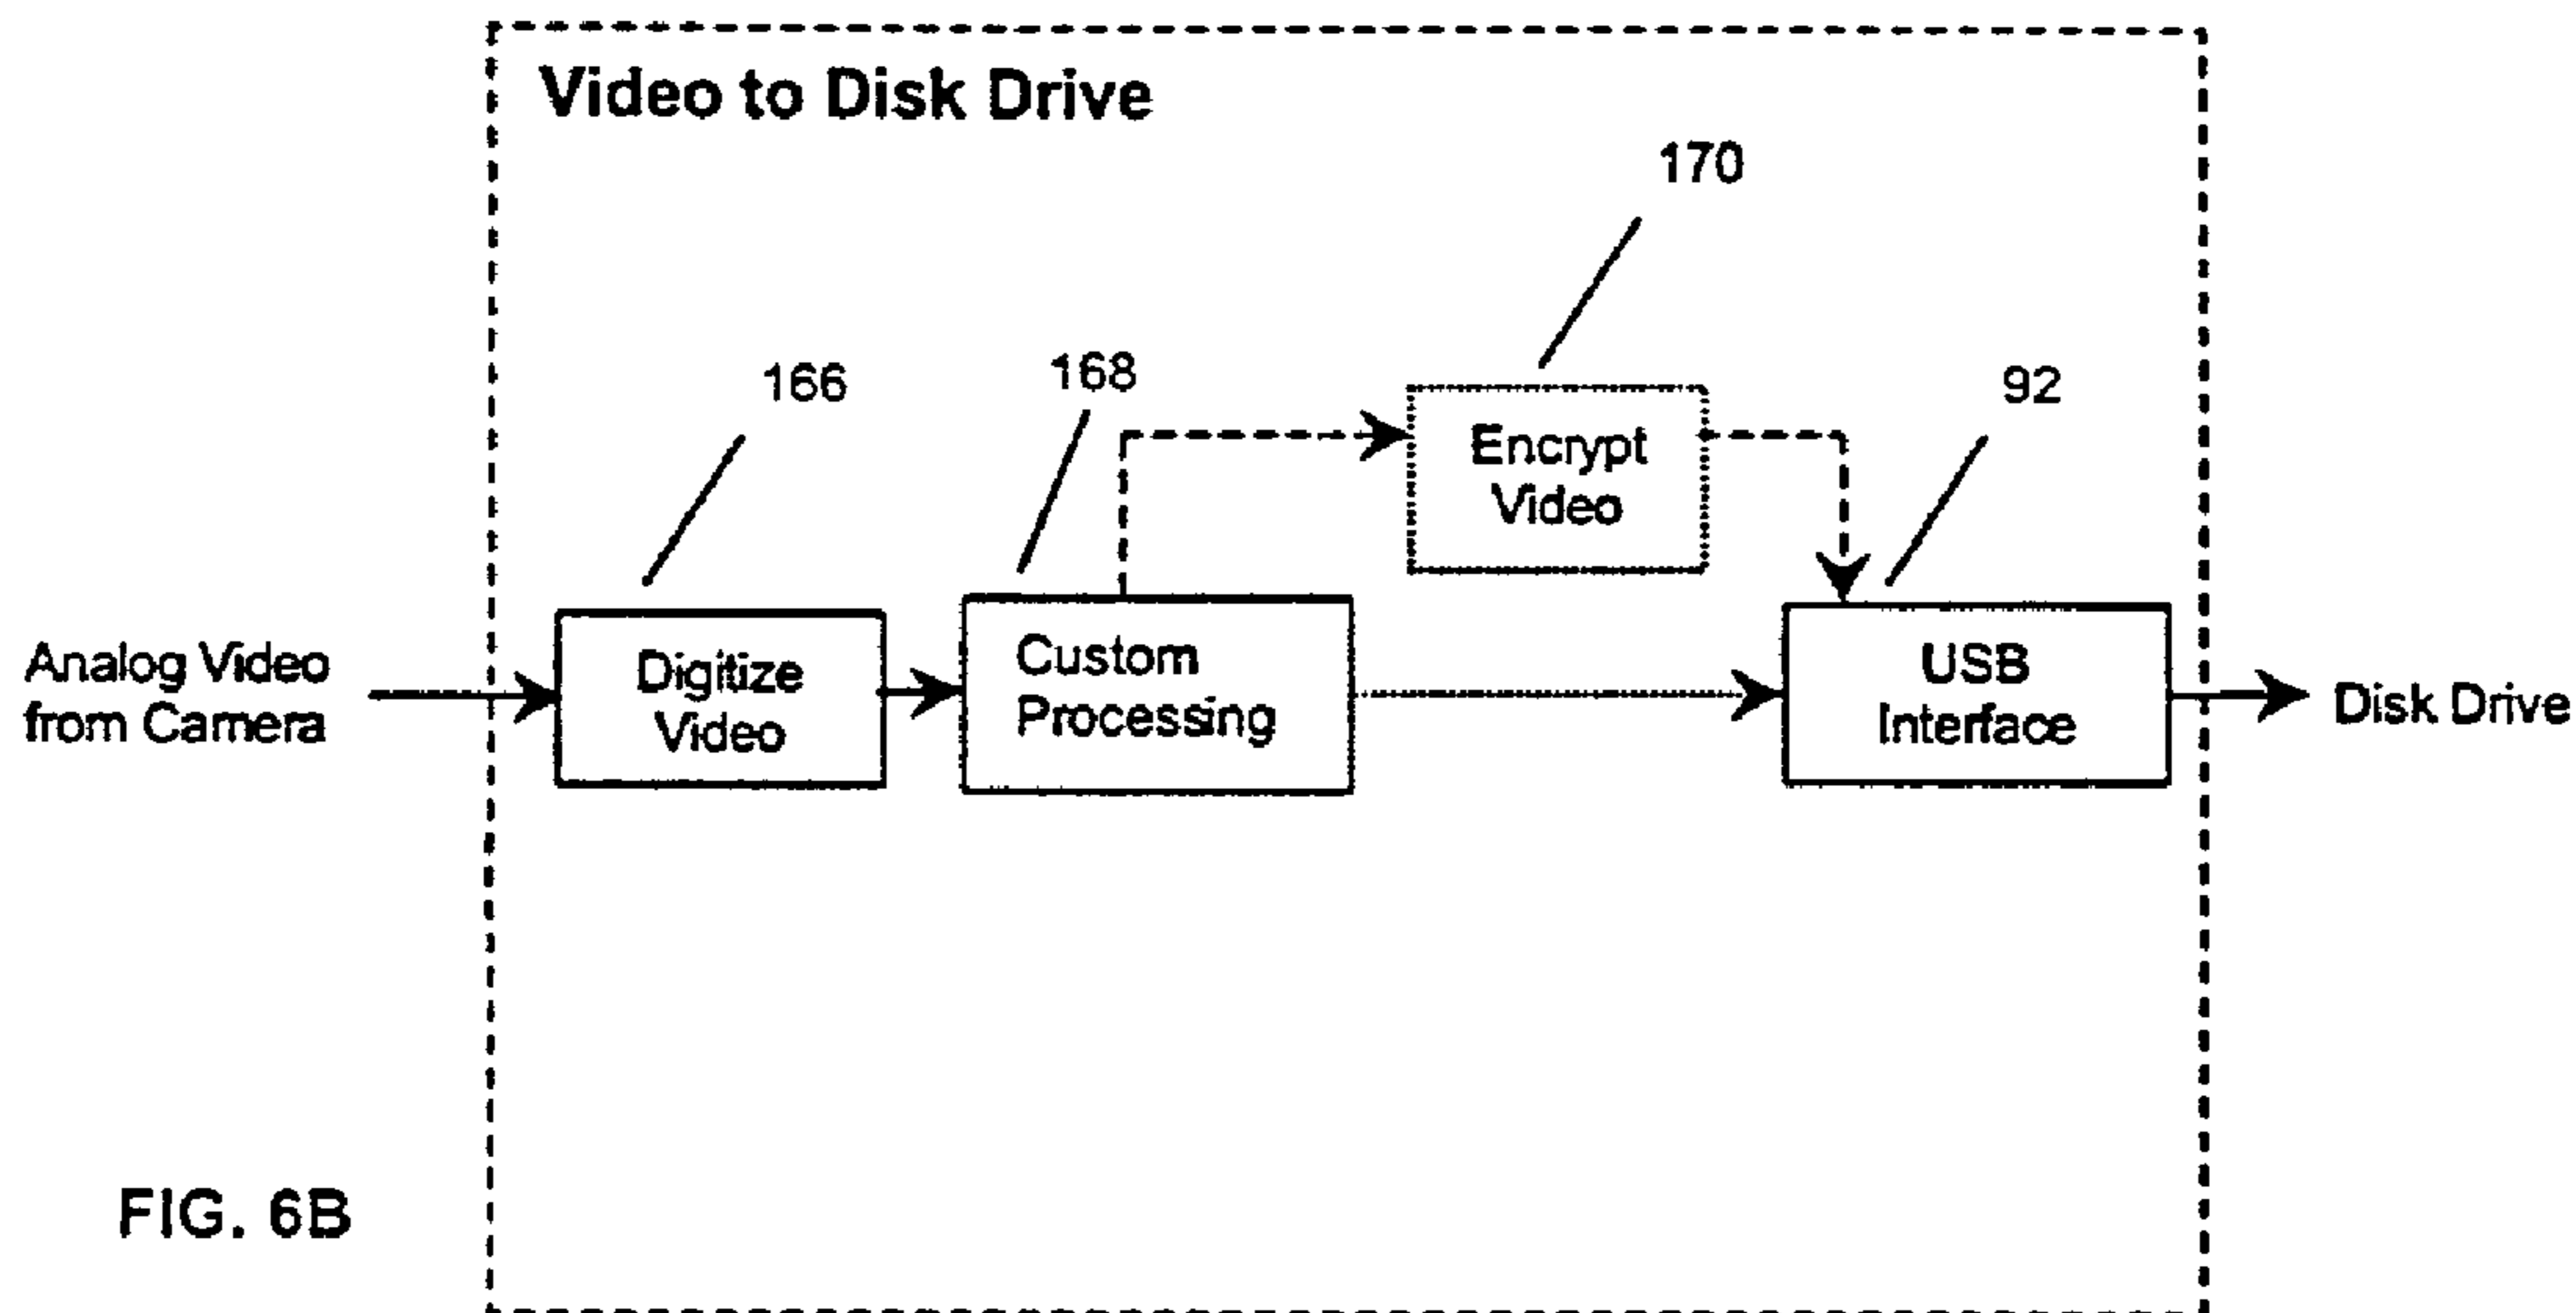 Video to Disk Drive
170
166
168
92
Encrypt
Video
Analog Video
from Camera
Digitize
Video
Custom
Processing
USB
Interface
Disk Drive
FIG. 6B